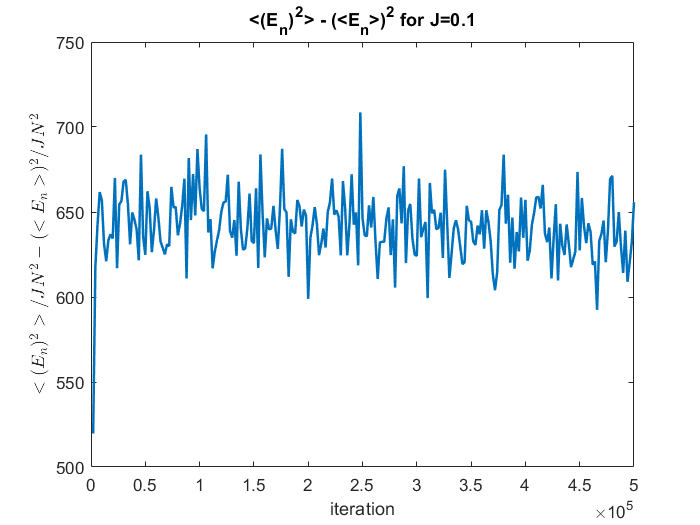 <(E_n)^2> - (<E_n>)^2 for J=0.1
< (E_n)^2 > /JN^2 − (< E_n >)^2/JN^2
750
700
650
600
550
500
0 0.5 1 1.5 2 2.5 3 3.5 4 4.5 5
iteration
×10^5